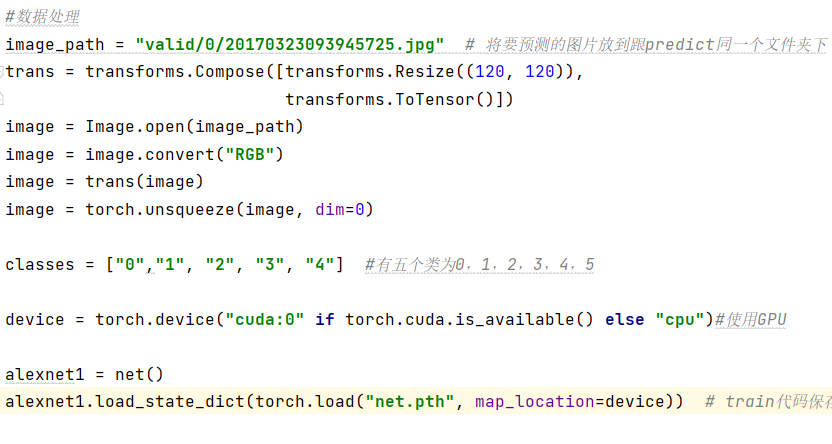 #数据处理
image_path = "valid/0/20170323093945725.jpg"  # 将要预测的图片放到跟predict同一个文件夹下
trans = transforms.Compose([transforms.Resize((120, 120)),
                            transforms.ToTensor()])
image = Image.open(image_path)
image = image.convert("RGB")
image = trans(image)
image = torch.unsqueeze(image, dim=0)
classes = ["0","1", "2", "3", "4"]  #有五个类为0，1，2，3，4，5
device = torch.device("cuda:0" if torch.cuda.is_available() else "cpu")#使用GPU
alexnet1 = net()
alexnet1.load_state_dict(torch.load("net.pth", map_location=device))  # train代码保存